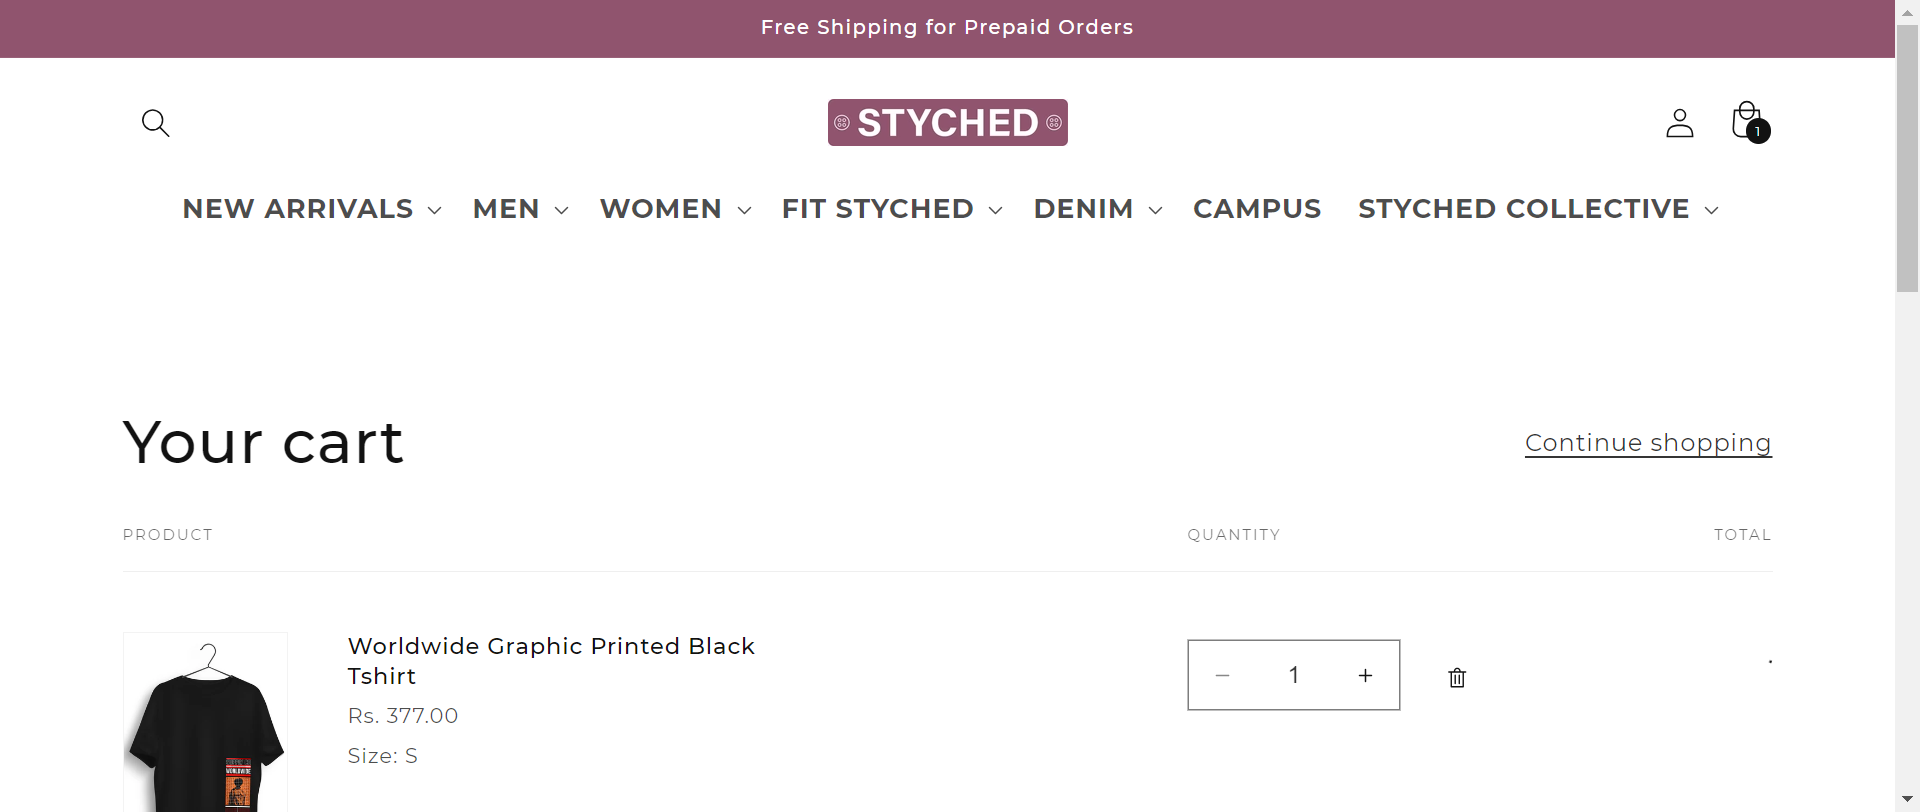 Free Shipping for Prepaid Orders
STYCHED
1
NEW ARRIVALS MEN WOMEN FIT STYCHED DENIM CAMPUS STYCHED COLLECTIVE
Your cart
Continue shopping
PRODUCT QUANTITY TOTAL
Worldwide Graphic Printed Black
Tshirt
Rs. 377.00
Size: S
1
.
WORLDWIDE